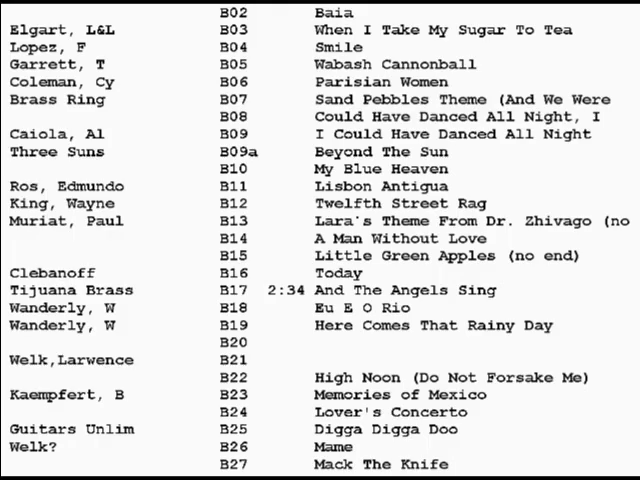 B02 Baia
Elgart, L&L B03 When I Take My Sugar To Tea
Lopez, F B04 Smile
Garrett, T B05 Wabash Cannonball
Coleman, Cy B06 Parisian Women
Brass Ring B07 Sand Pebbles Theme (And We Were
B08 Could Have Danced All Night, I
Caiola, Al B09 I Could Have Danced All Night
Three Suns B09a Beyond The Sun
B10 My Blue Heaven
Ros, Edmundo B11 Lisbon Antigua
King, Wayne B12 Twelfth Street Rag
Muriat, Paul B13 Lara's Theme From Dr. Zhivago (no
B14 A Man Without Love
B15 Little Green Apples (no end)
Clebanoff B16 Today
Tijuana Brass B17 2:34 And The Angels Sing
Wanderly, W B18 Eu E O Rio
Wanderly, W B19 Here Comes That Rainy Day
B20
Welk,Larwence B21
B22 High Noon (Do Not Forsake Me)
Kaempfert, B B23 Memories of Mexico
B24 Lover's Concerto
Guitars Unlim B25 Digga Digga Doo
Welk? B26 Mame
B27 Mack The Knife